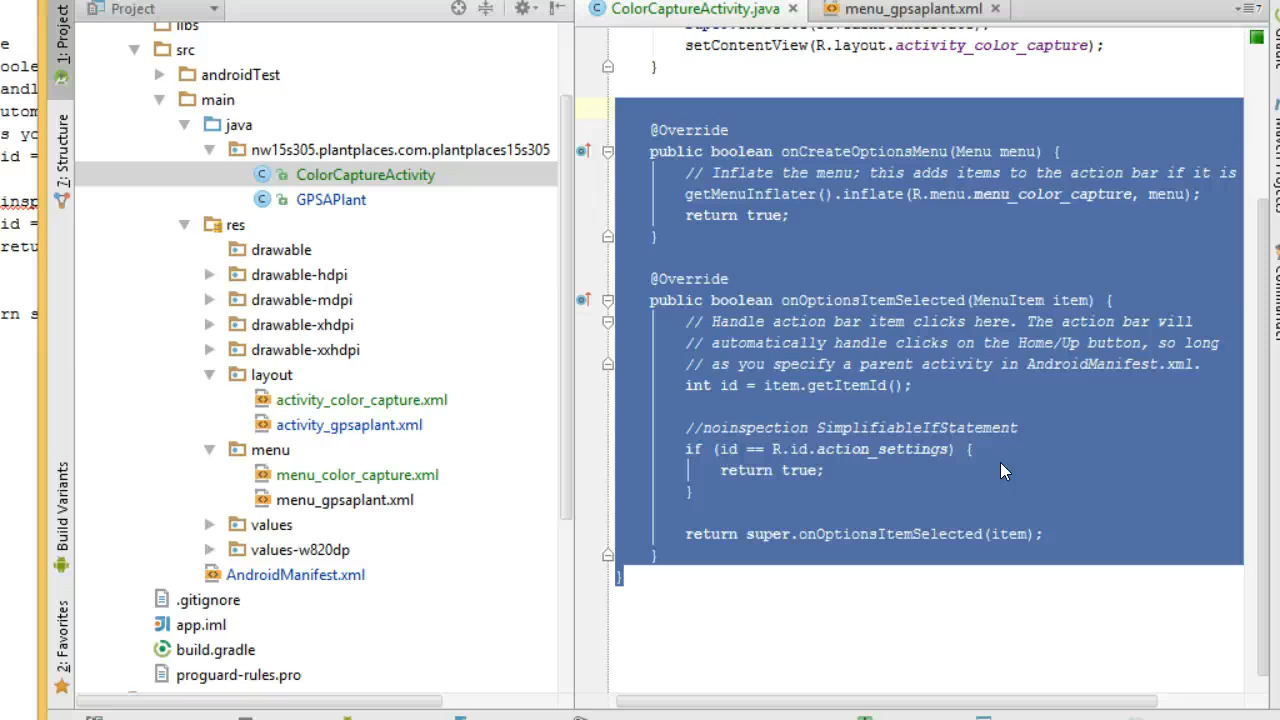 Project
ColorCaptureActivity.java
menu_gpsaplant.xml
1: Project
7: Structure
Build Variants
2: Favorites
libs
src
androidTest
main
java
nw15s305.plantplaces.com.plantplaces15s305
ColorCaptureActivity
GPSAPlant
res
drawable
drawable-hdpi
drawable-mdpi
drawable-xhdpi
drawable-xxhdpi
layout
activity_color_capture.xml
activity_gpsaplant.xml
menu
menu_color_capture.xml
menu_gpsaplant.xml
values
values-w820dp
AndroidManifest.xml
.gitignore
app.iml
build.gradle
proguard-rules.pro
setContentView(R.layout.activity_color_capture);
}
@Override
public boolean onCreateOptionsMenu(Menu menu) {
// Inflate the menu; this adds items to the action bar if it is
getMenuInflater().inflate(R.menu.menu_color_capture, menu);
return true;
}
@Override
public boolean onOptionsItemSelected(MenuItem item) {
// Handle action bar item clicks here. The action bar will
// automatically handle clicks on the Home/Up button, so long
// as you specify a parent activity in AndroidManifest.xml.
int id = item.getItemId();
//noinspection SimplifiableIfStatement
if (id == R.id.action_settings) {
return true;
}
return super.onOptionsItemSelected(item);
}
}